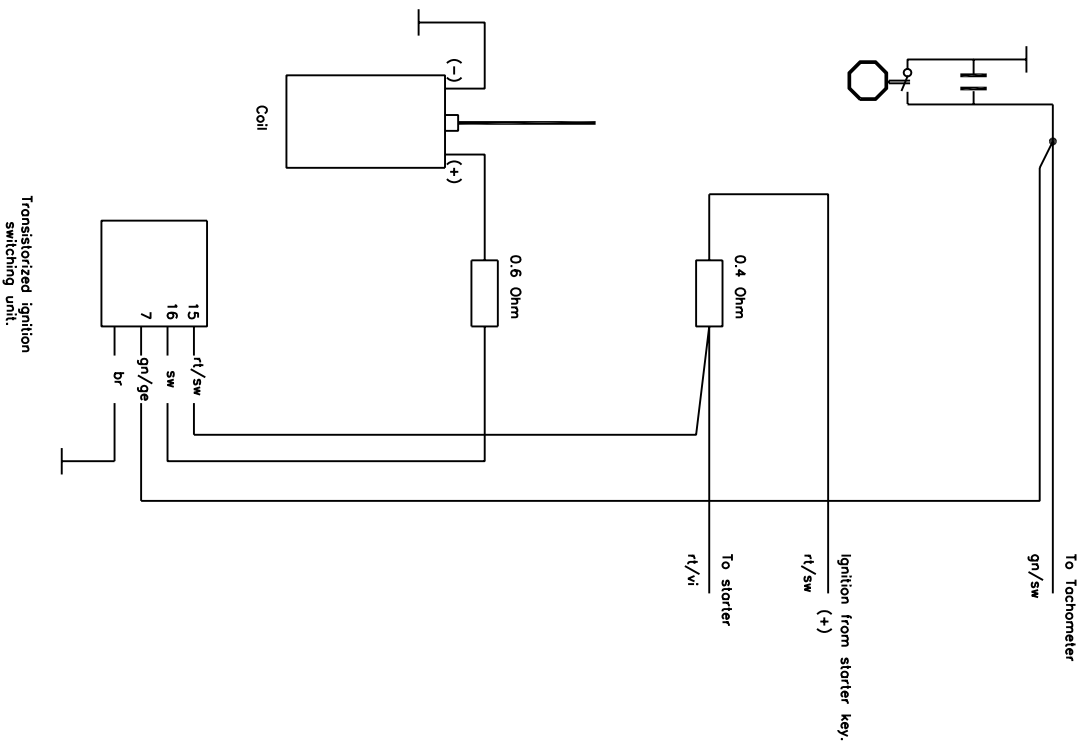 To Tachometer
gn/sw
Ignition from starter key.
(+)
rt/sw
To starter
rt/vi
0.4 Ohm
0.6 Ohm
(-)
(+)
Coil
15
16
7
rt/sw
sw
gn/ge
br
Transistorized ignition
switching unit.